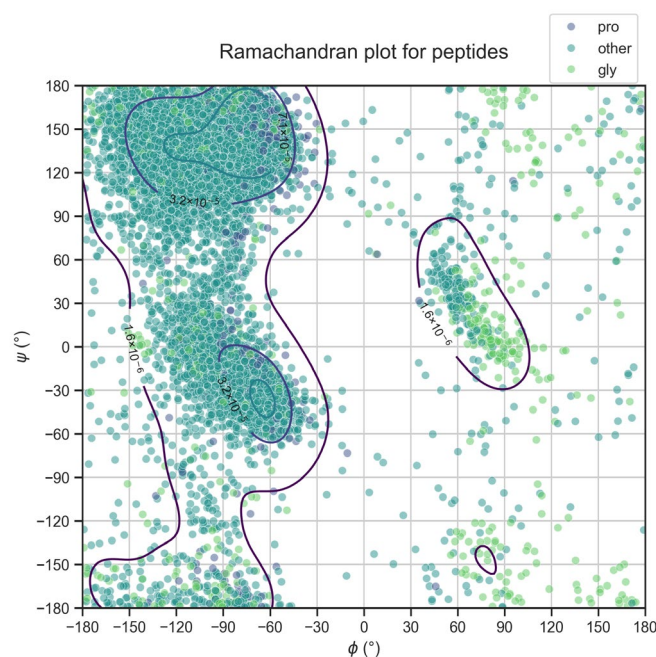 pro
other
gly
Ramachandran plot for peptides
180
150
120
90
60
30
0
−30
−60
−90
−120
−150
−180
ψ (°)
7.1×10⁻⁵
3.2×10⁻⁵
1.6×10⁻⁶
1.6×10⁻⁶
−180 −150 −120 −90 −60 −30 0 30 60 90 120 150 180
ϕ (°)